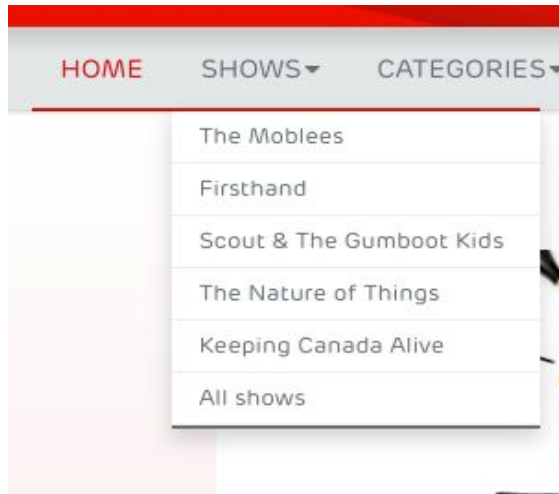 HOME SHOWS CATEGORIES
The Moblees
Firsthand
Scout & The Gumboot Kids
The Nature of Things
Keeping Canada Alive
All shows